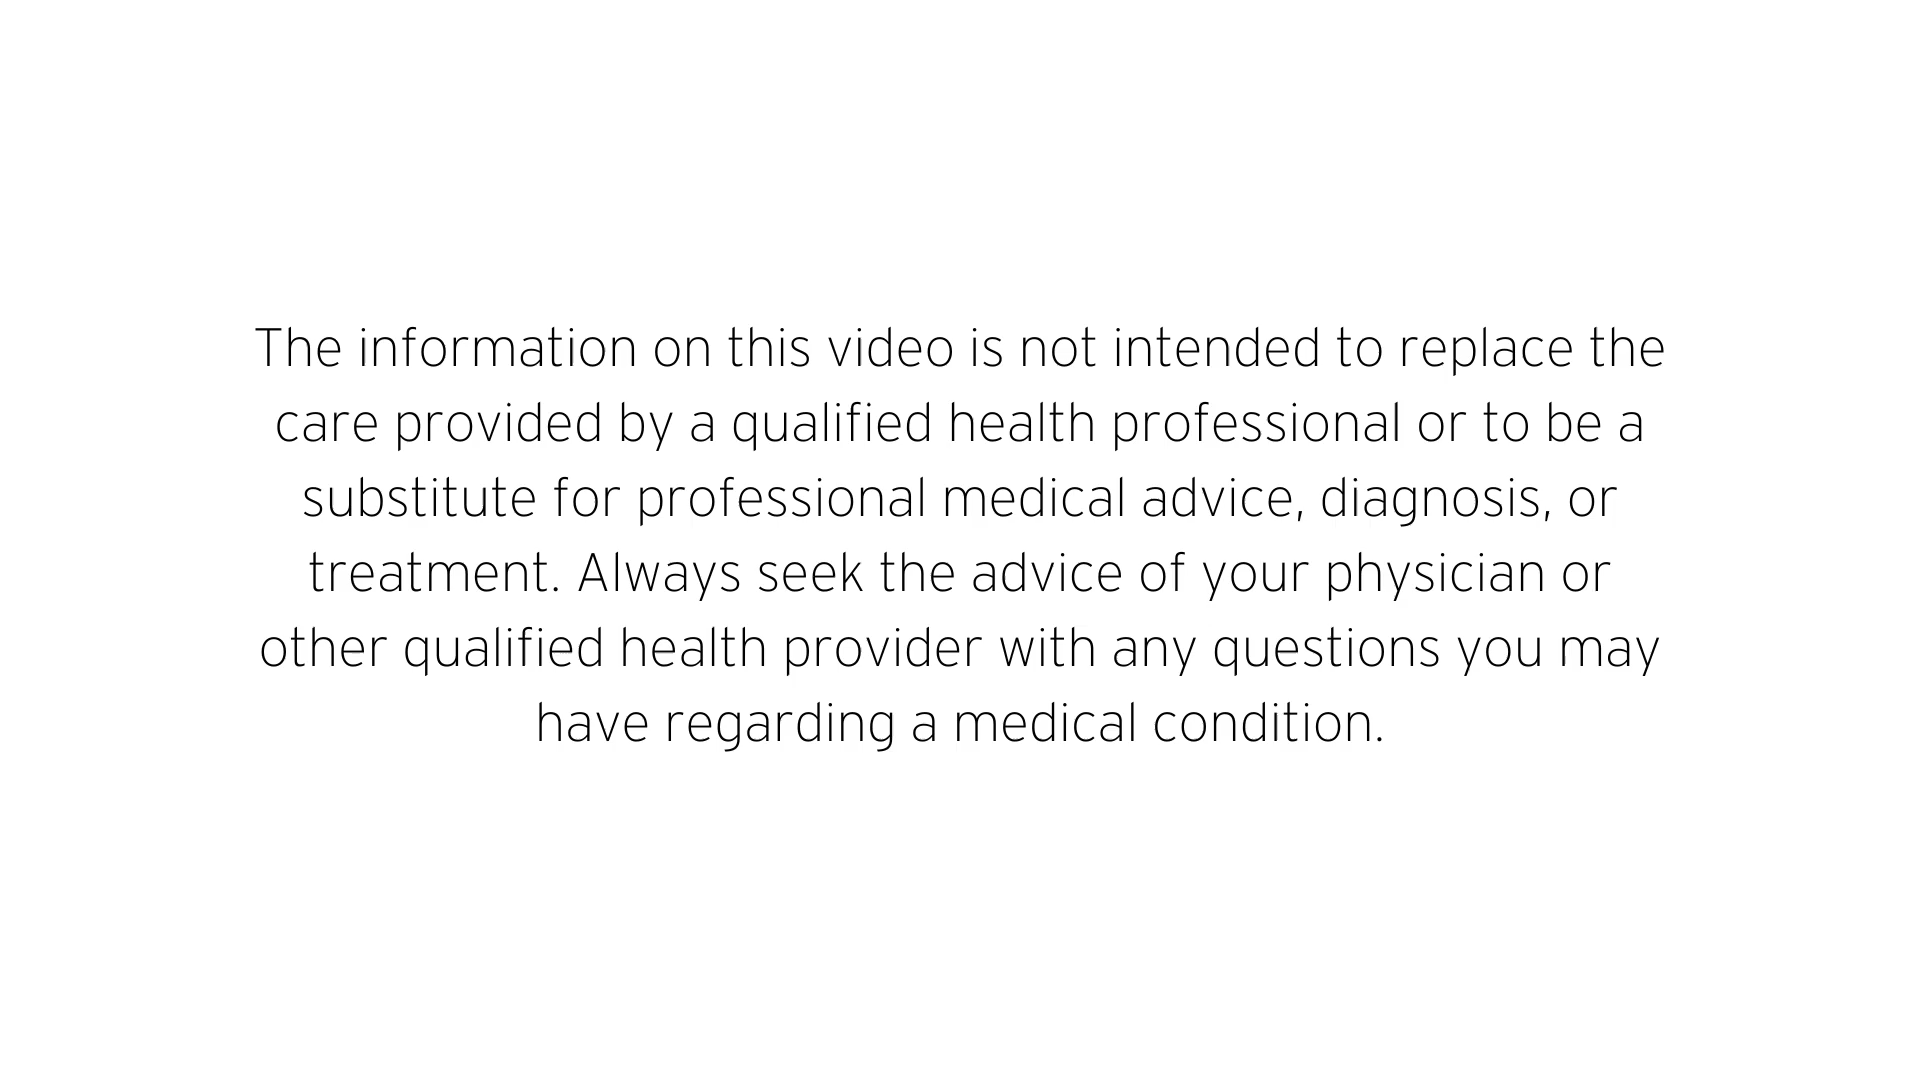 The information on this video is not intended to replace the
care provided by a qualified health professional or to be a
substitute for professional medical advice, diagnosis, or
treatment. Always seek the advice of your physician or
other qualified health provider with any questions you may
have regarding a medical condition.